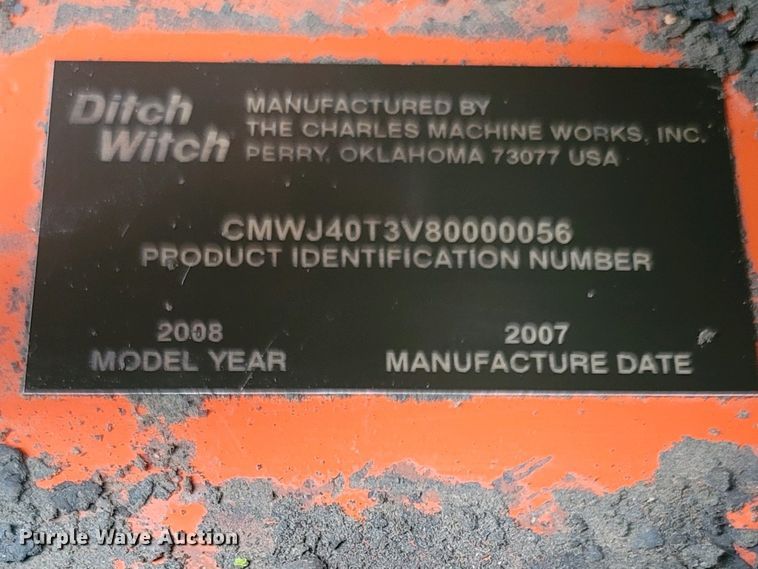 Ditch
Witch
MANUFACTURED BY
THE CHARLES MACHINE WORKS, INC.
PERRY, OKLAHOMA 73077 USA
CMWJ40T3V80000056
PRODUCT IDENTIFICATION NUMBER
2008
MODEL YEAR
2007
MANUFACTURE DATE
Purple Wave Auction